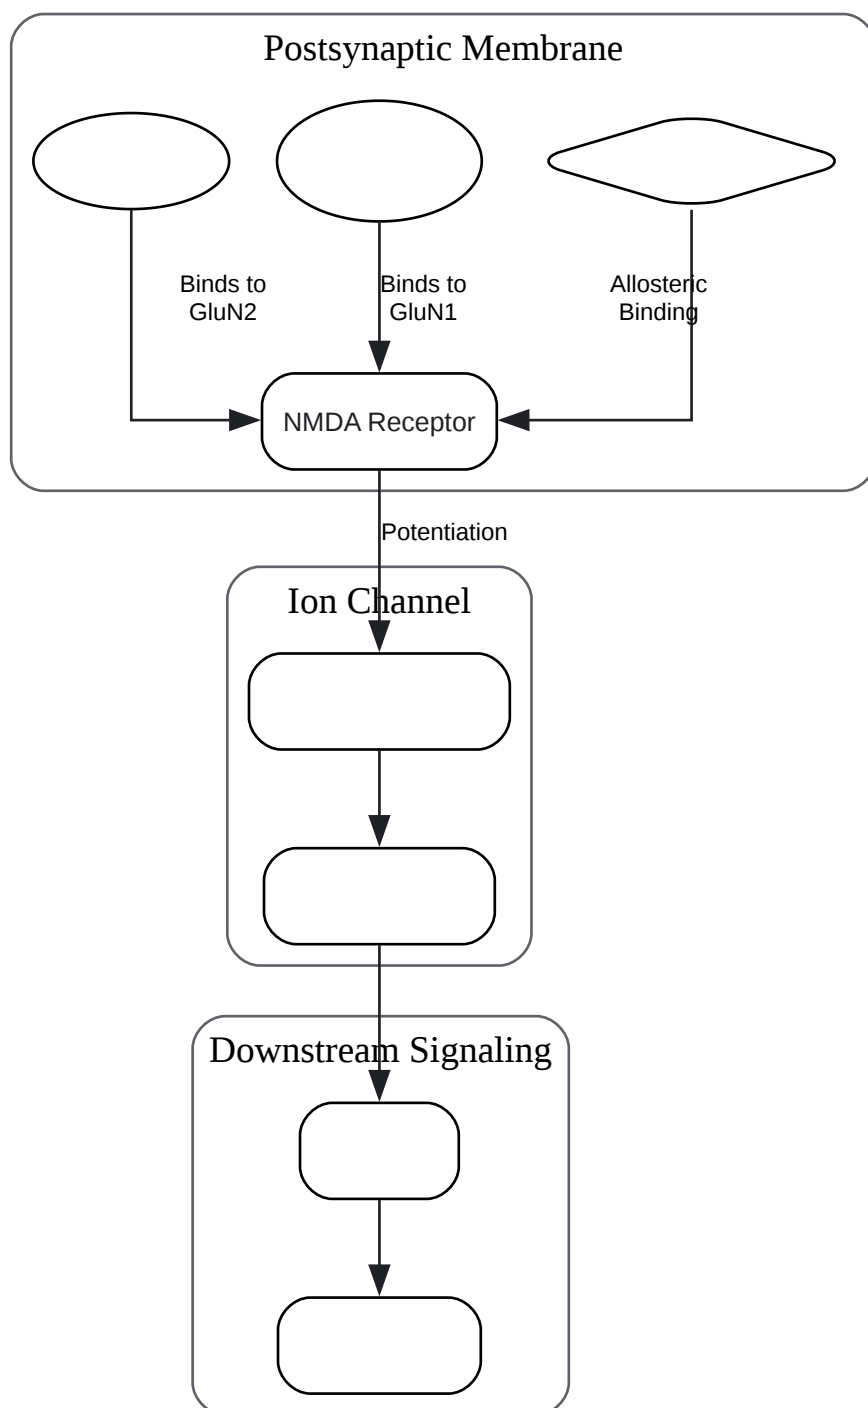 Postsynaptic Membrane
Binds to
GluN2
Binds to
GluN1
Allosteric
Binding
NMDA Receptor
Potentiation
Ion Channel
Downstream Signaling